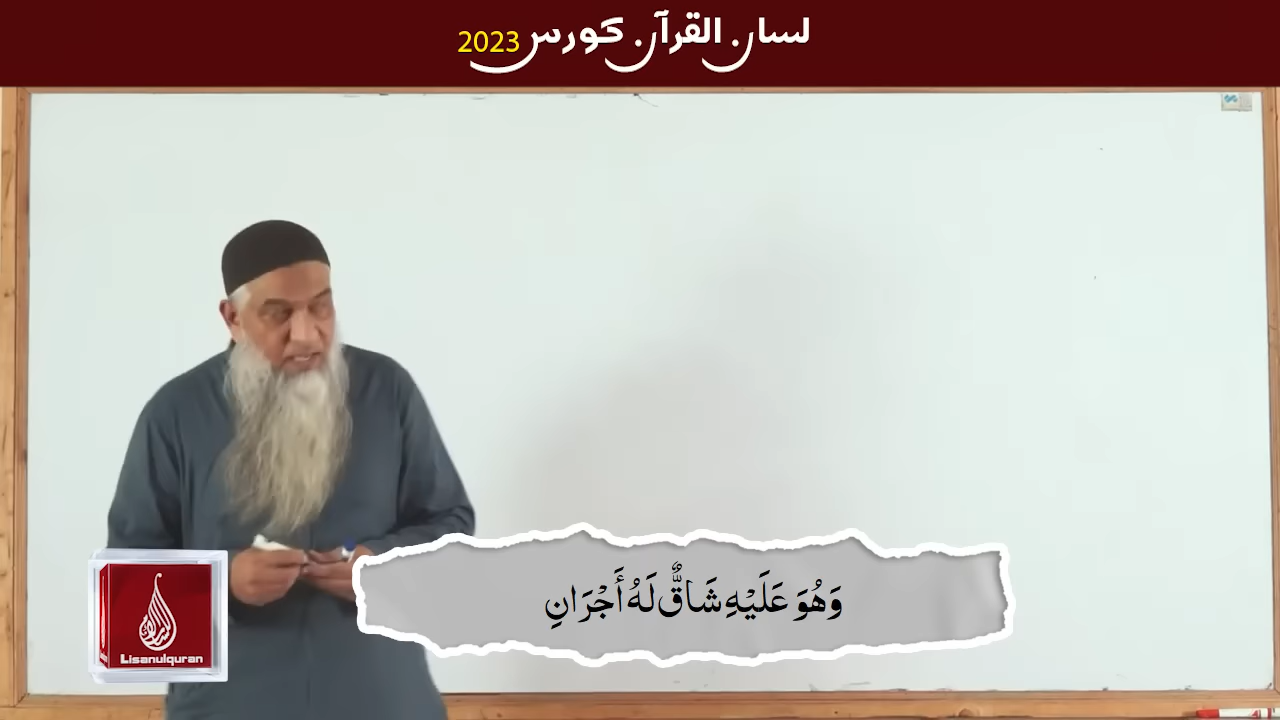 لسان القرآن کورس 2023
وَهُوَ عَلَيْهِ شَاقٌّ لَهُ أَجْرَانِ
Lisanulquran